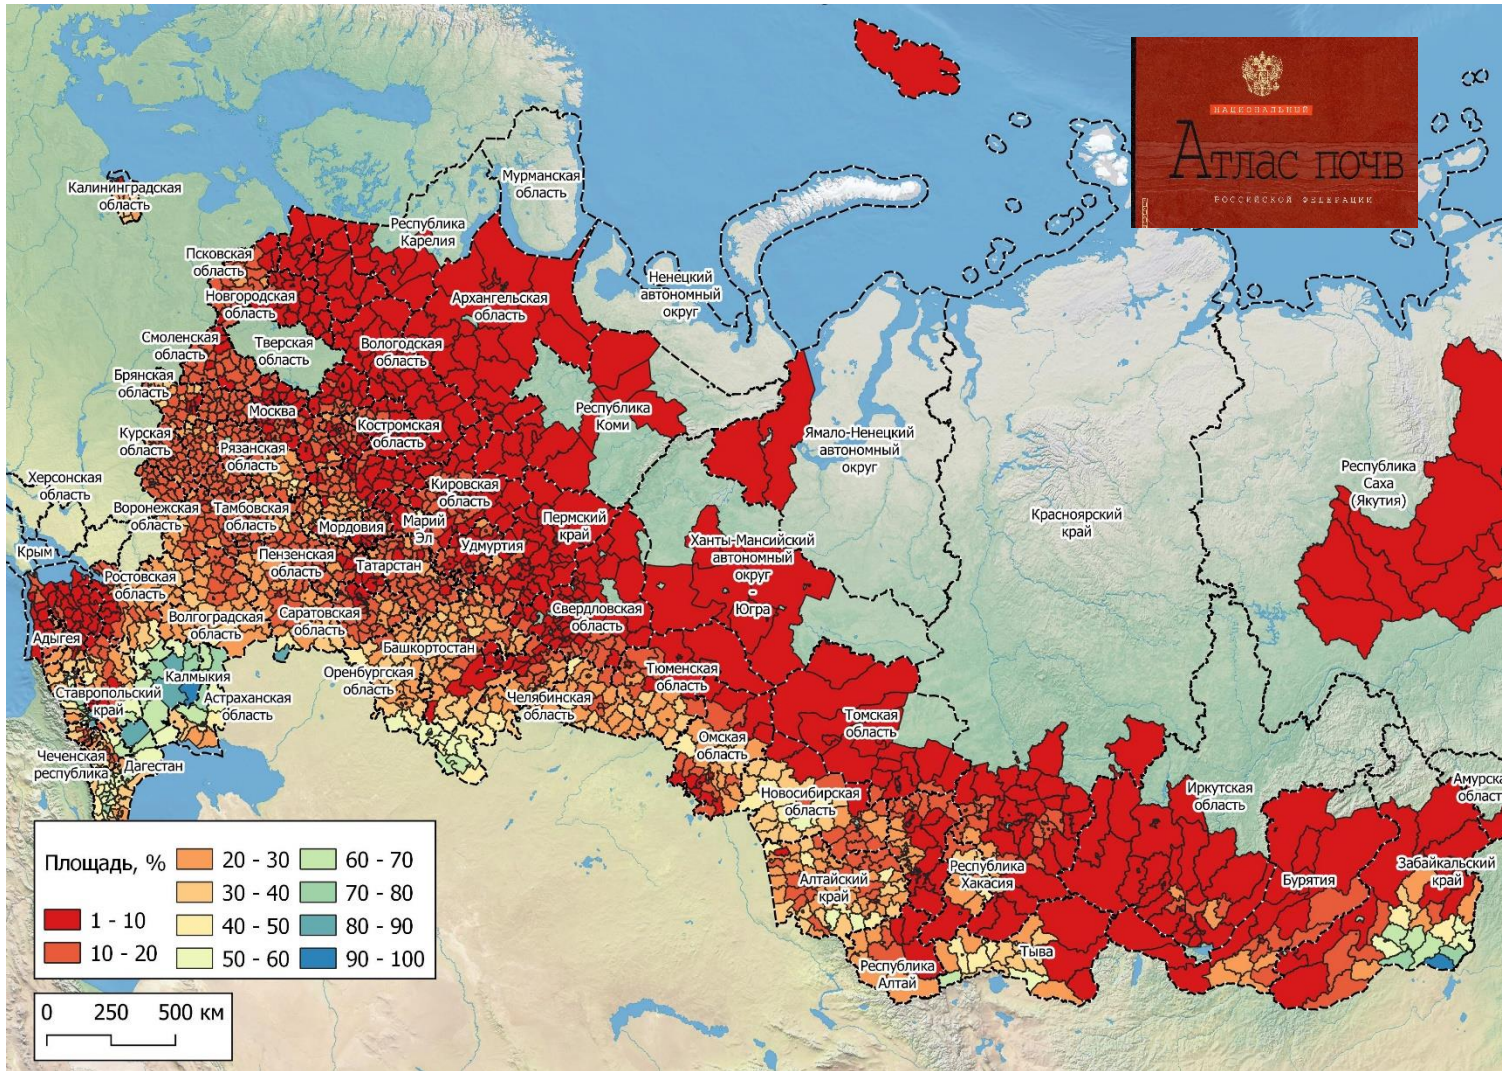 НАЦИОНАЛЬНЫЙ
Атлас почв
РОССИЙСКОЙ ФЕДЕРАЦИИ
Калининградская
область
Мурманская
область
Республика
Карелия
Псковская
область
Новгородская
область
Архангельская
область
Ненецкий
автономный
округ
Смоленская
область
Тверская
область
Вологодская
область
Брянская
область
Москва
Костромская
область
Республика
Коми
Ямало-Ненецкий
автономный
округ
Курская
область
Рязанская
область
Республика
Саха
(Якутия)
Херсонская
область
Воронежская
область
Тамбовская
область
Мордовия
Марий
Эл
Кировская
область
Пермский
край
Красноярский
край
Крым
Пензенская
область
Татарстан
Удмуртия
Ханты-Мансийский
автономный
округ
-
Югра
Ростовская
область
Волгоградская
область
Саратовская
область
Свердловская
область
Адыгея
Башкортостан
Калмыкия
Оренбургская
область
Тюменская
область
Ставропольский
край
Астраханская
область
Челябинская
область
Томская
область
Чеченская
республика
Дагестан
Омская
область
Новосибирская
область
Иркутская
область
Амурска
област
Алтайский
край
Республика
Хакасия
Бурятия
Забайкальский
край
Республика
Алтай
Тыва
Площадь, %
1 - 10
10 - 20
20 - 30
30 - 40
40 - 50
50 - 60
60 - 70
70 - 80
80 - 90
90 - 100
0 250 500 км